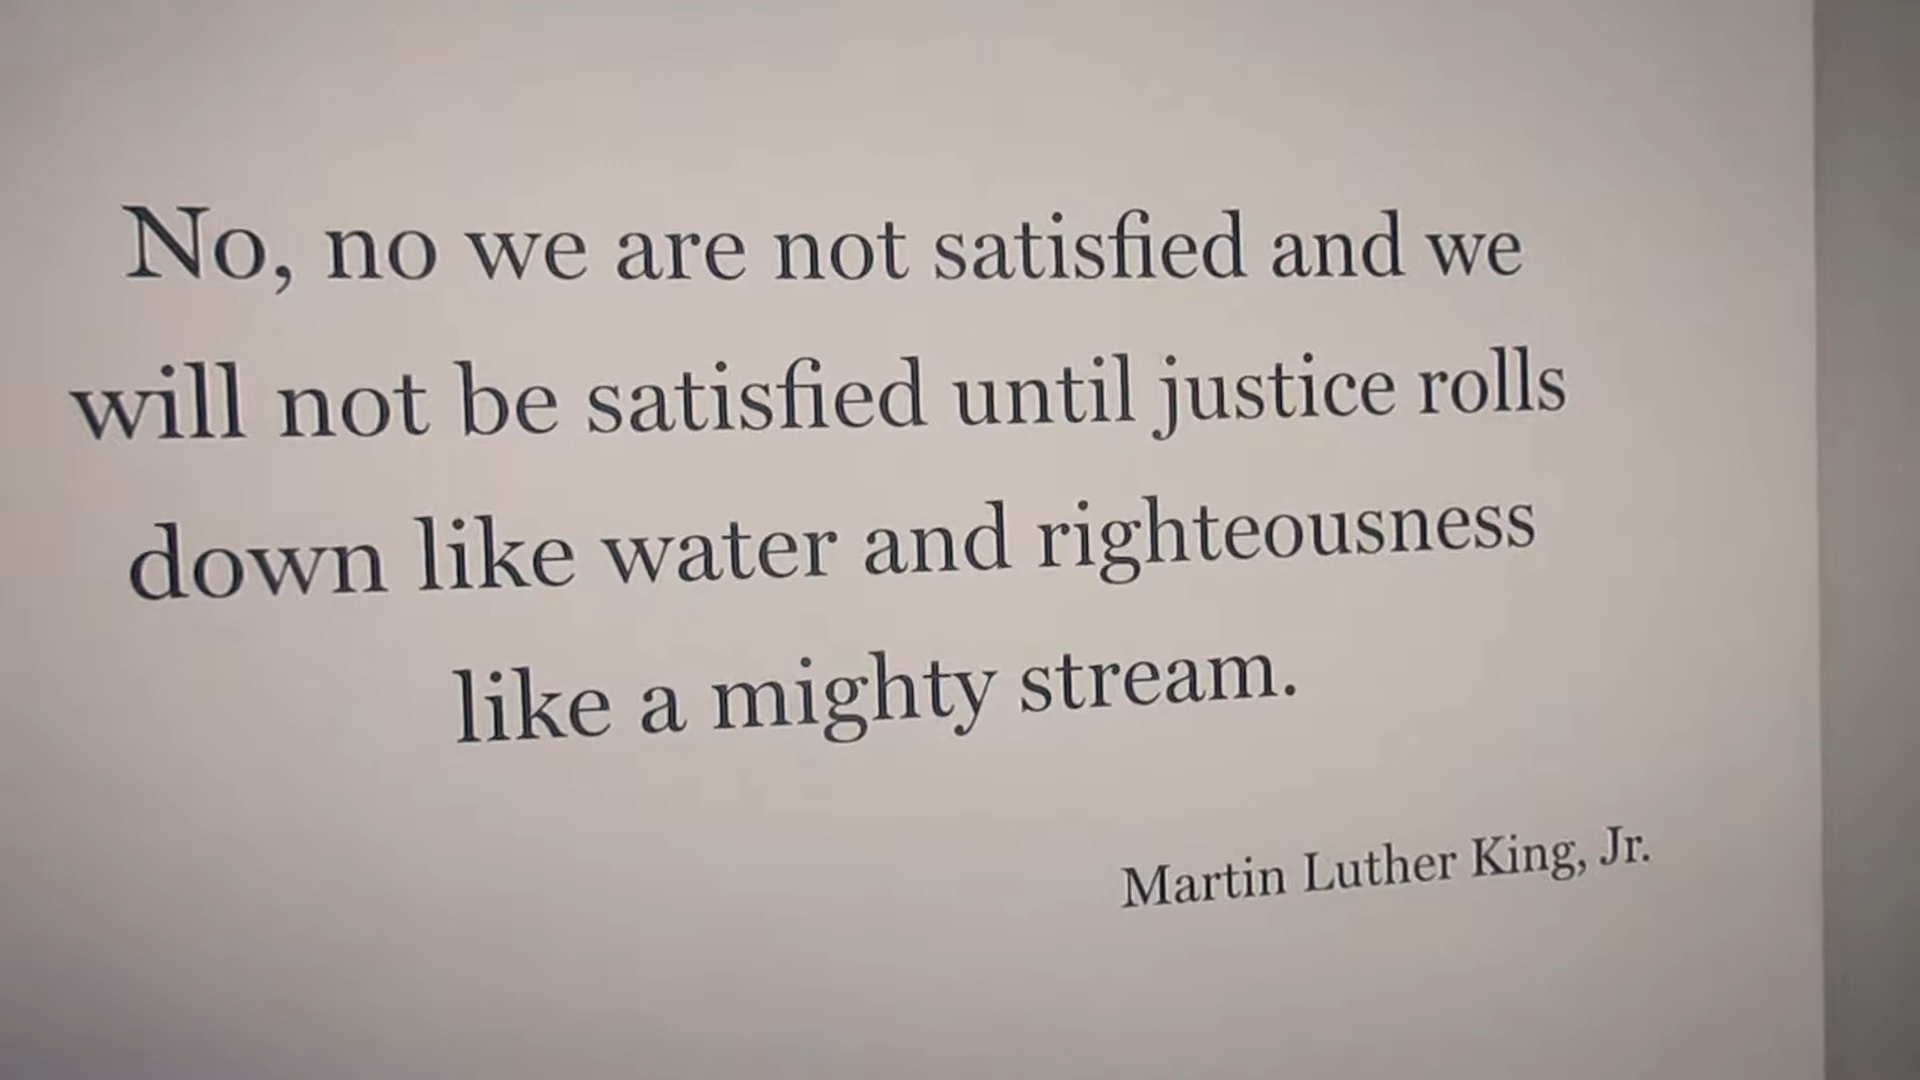 No, no we are not satisfied and we
will not be satisfied until justice rolls
down like water and righteousness
like a mighty stream.
Martin Luther King, Jr.